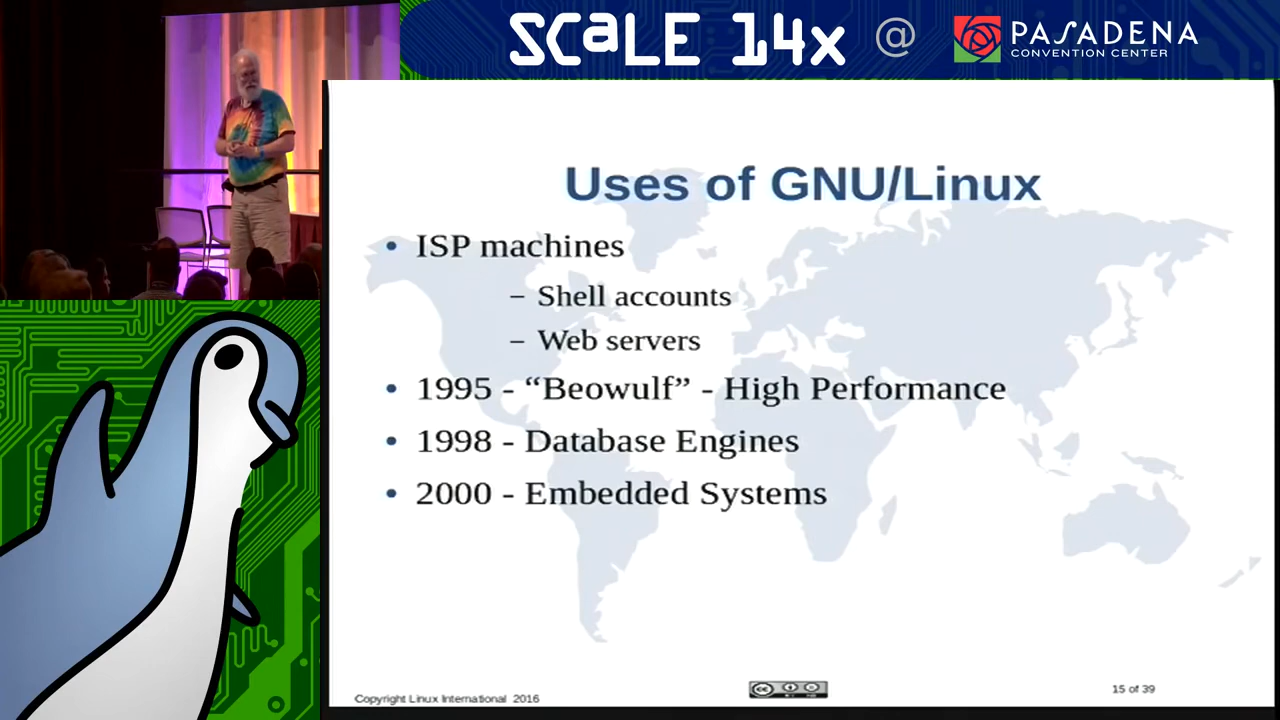 SCaLE 14x @ PASADENA
CONVENTION CENTER
Uses of GNU/Linux
• ISP machines
– Shell accounts
– Web servers
• 1995 - “Beowulf” - High Performance
• 1998 - Database Engines
• 2000 - Embedded Systems
Copyright Linux International 2016
15 of 39